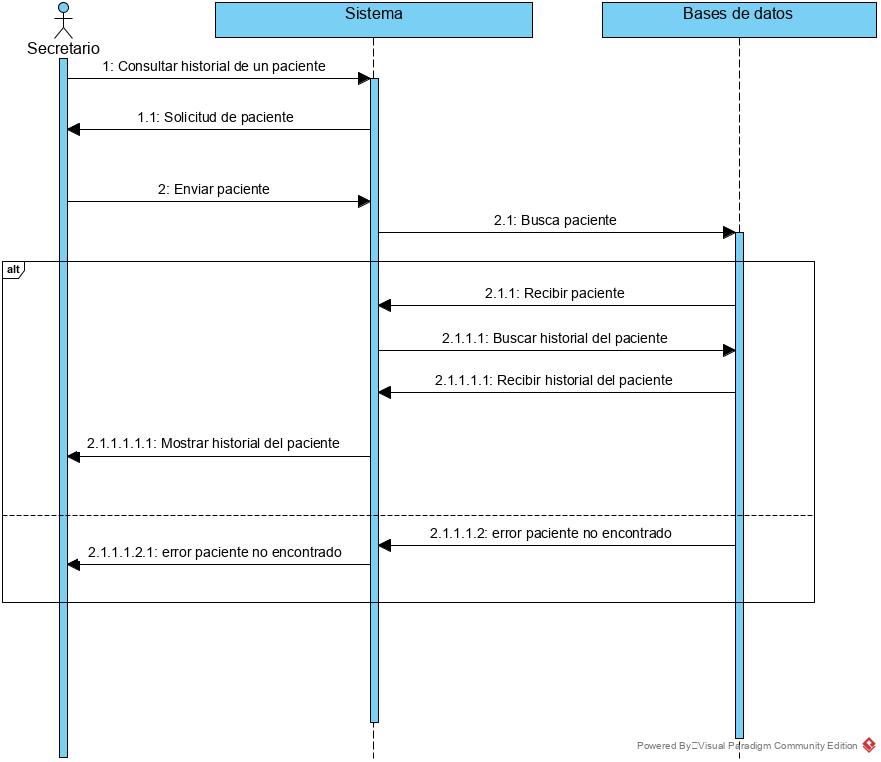 Sistema
Bases de datos
Secretario
1: Consultar historial de un paciente
1.1: Solicitud de paciente
2: Enviar paciente
2.1: Busca paciente
alt
2.1.1: Recibir paciente
2.1.1.1: Buscar historial del paciente
2.1.1.1.1: Recibir historial del paciente
2.1.1.1.1.1: Mostrar historial del paciente
2.1.1.1.2: error paciente no encontrado
2.1.1.1.2.1: error paciente no encontrado
Powered By Visual Paradigm Community Edition